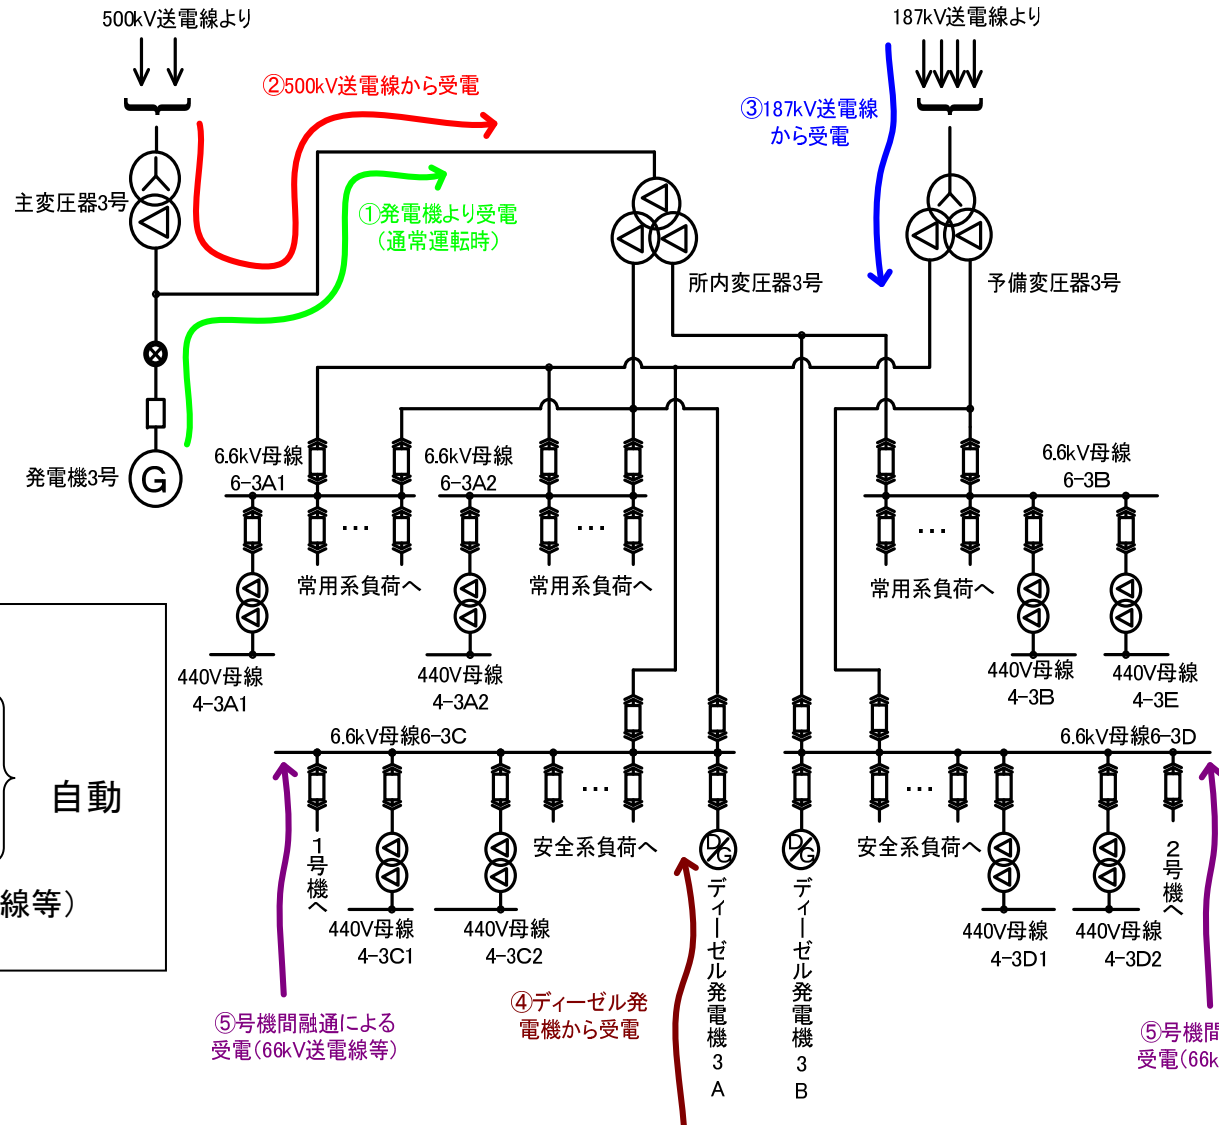 500kV送電線より
187kV送電線より
②500kV送電線から受電
③187kV送電線
から受電
主変圧器3号
①発電機より受電
(通常運転時)
所内変圧器3号
予備変圧器3号
発電機3号
G
6.6kV母線
6-3A1
6.6kV母線
6-3A2
6.6kV母線
6-3B
…
…
…
常用系負荷へ
常用系負荷へ
常用系負荷へ
440V母線
4-3A1
440V母線
4-3A2
440V母線
4-3B
440V母線
4-3E
6.6kV母線6-3C
6.6kV母線6-3D
自動
線等)
…
…
1号機へ
安全系負荷へ
D/G
D/G
安全系負荷へ
2号機へ
440V母線
4-3C1
440V母線
4-3C2
ディーゼル発電機3A
ディーゼル発電機3B
440V母線
4-3D1
440V母線
4-3D2
⑤号機間融通による
受電(66kV送電線等)
④ディーゼル発
電機から受電
⑤号機間
受電(66k